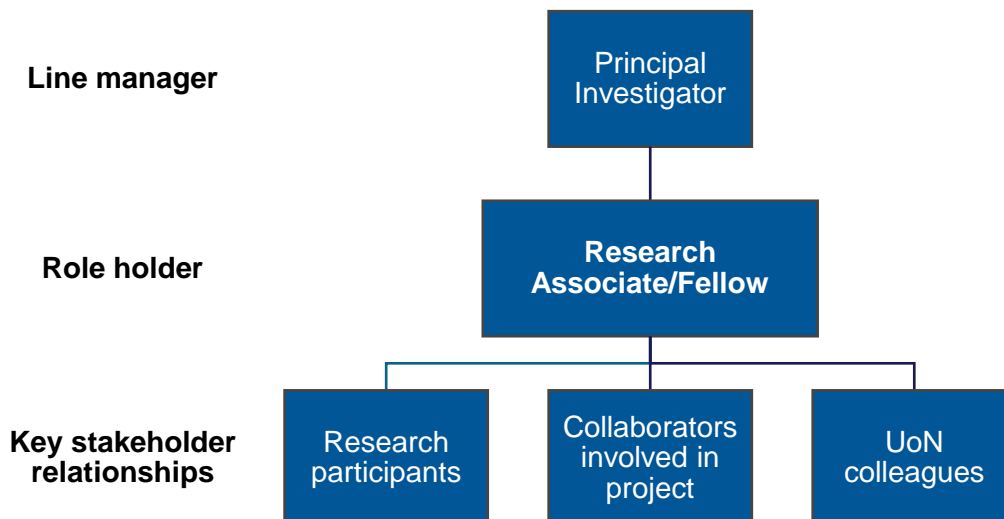 Line manager
Principal
Investigator
Role holder
Research
Associate/Fellow
Key stakeholder
relationships
Research
participants
Collaborators
involved in
project
UoN
colleagues